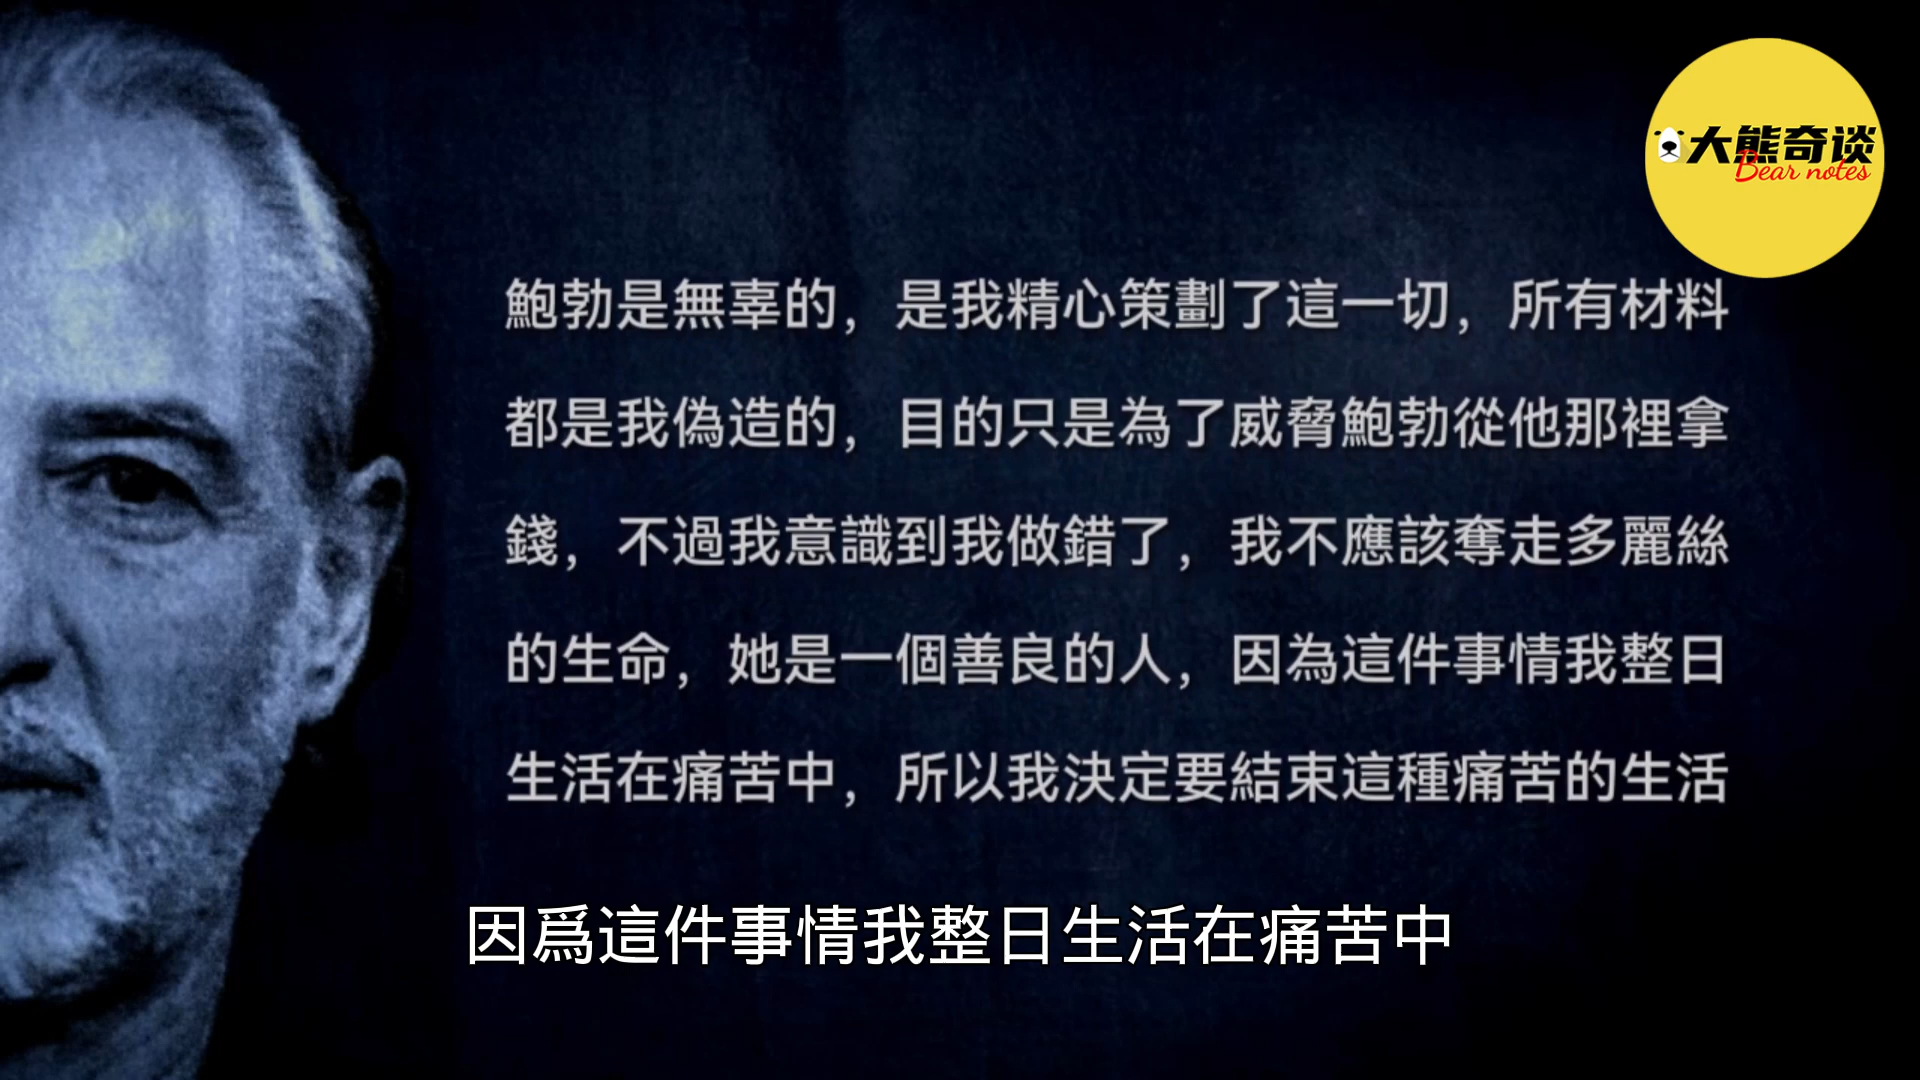 大熊奇谈
Bear notes
鮑勃是無辜的，是我精心策劃了這一切，所有材料
都是我偽造的，目的只是為了威脅鮑勃從他那裡拿
錢，不過我意識到我做錯了，我不應該奪走多麗絲
的生命，她是一個善良的人，因為這件事情我整日
生活在痛苦中，所以我決定要結束這種痛苦的生活
因爲這件事情我整日生活在痛苦中